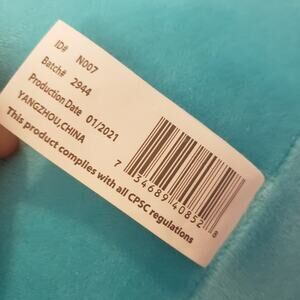 ID# N007
Batch# 2944
Production Date 01/2021
YANGZHOU,CHINA
This product complies with all CPSC regulations
7 54689 40852 8